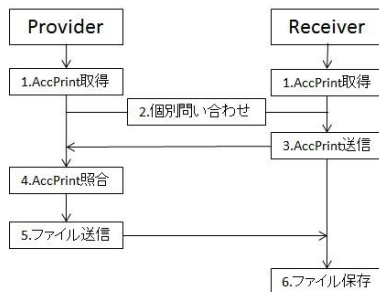 Provider
Receiver
1.AccPrint取得
1.AccPrint取得
2.個別問い合わせ
3.AccPrint送信
4.AccPrint照合
5.ファイル送信
6.ファイル保存